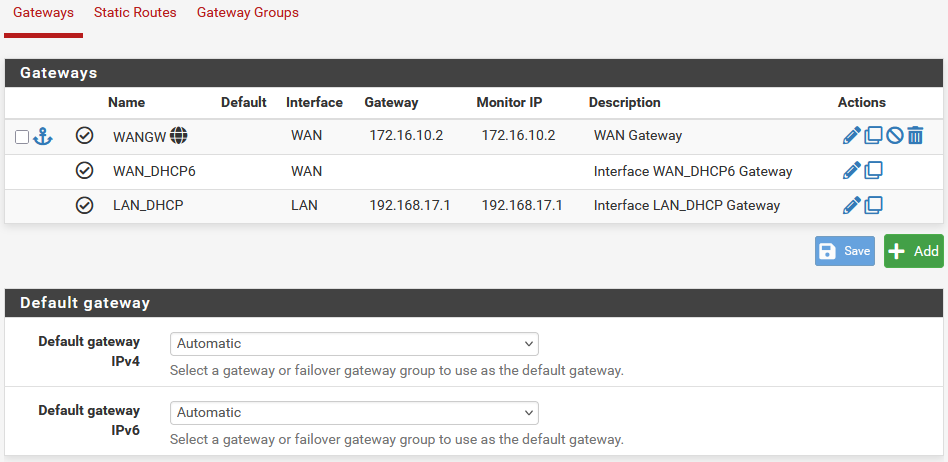 Gateways Static Routes Gateway Groups
Gateways
Name Default Interface Gateway Monitor IP Description Actions
WANGW WAN 172.16.10.2 172.16.10.2 WAN Gateway
WAN_DHCP6 WAN Interface WAN_DHCP6 Gateway
LAN_DHCP LAN 192.168.17.1 192.168.17.1 Interface LAN_DHCP Gateway
Save Add
Default gateway
Default gateway IPv4 Automatic
Select a gateway or failover gateway group to use as the default gateway.
Default gateway IPv6 Automatic
Select a gateway or failover gateway group to use as the default gateway.